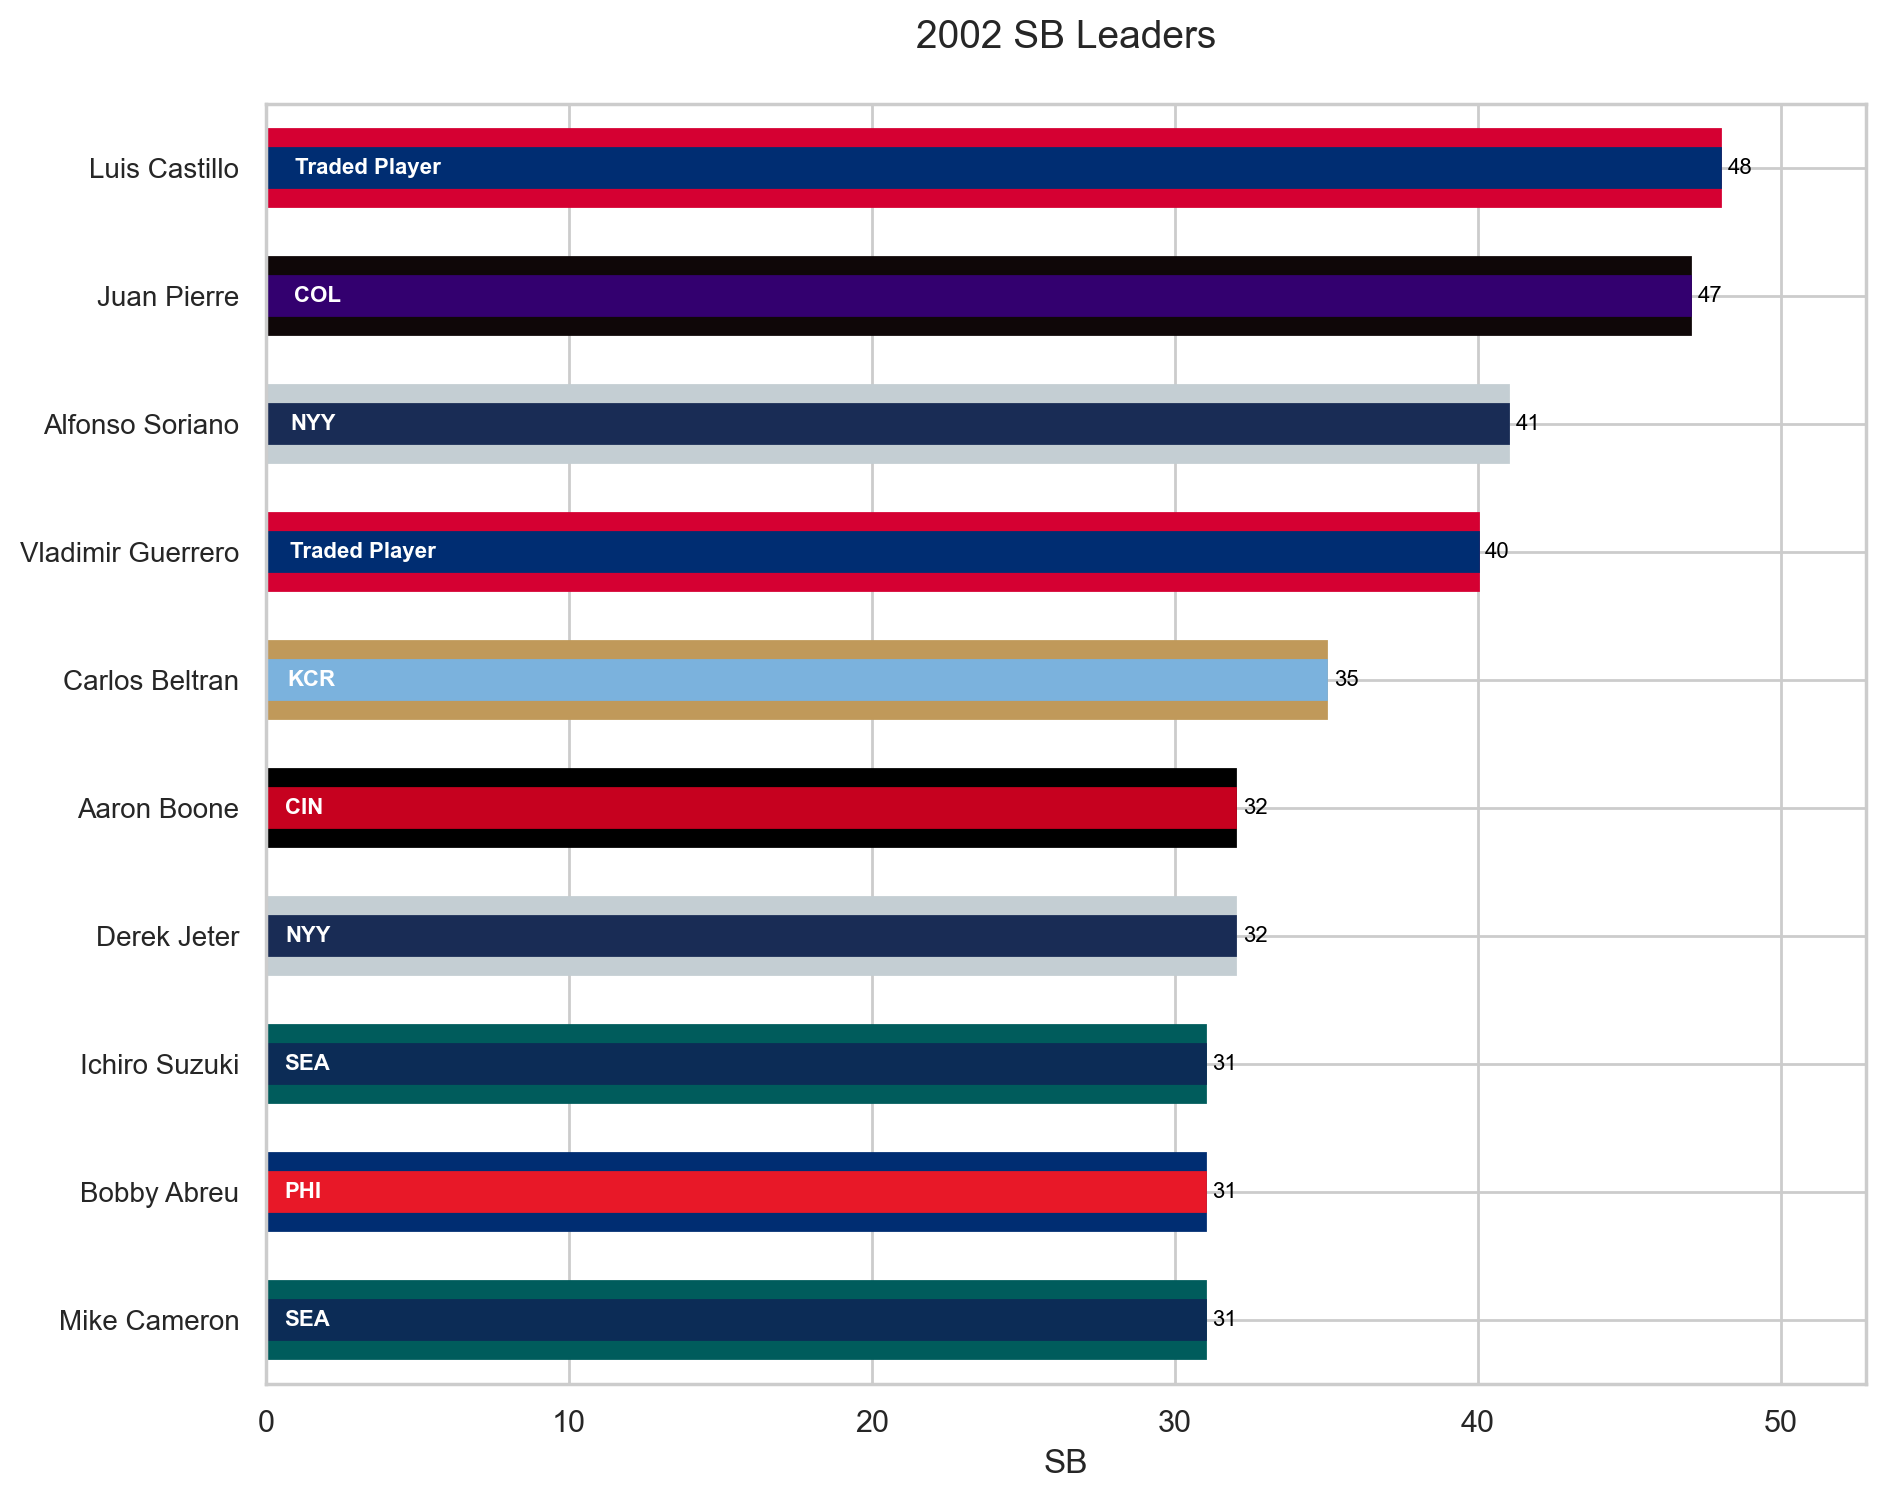 2002 SB Leaders
Luis Castillo Traded Player 48
Juan Pierre COL 47
Alfonso Soriano NYY 41
Vladimir Guerrero Traded Player 40
Carlos Beltran KCR 35
Aaron Boone CIN 32
Derek Jeter NYY 32
Ichiro Suzuki SEA 31
Bobby Abreu PHI 31
Mike Cameron SEA 31
0 10 20 30 40 50
SB